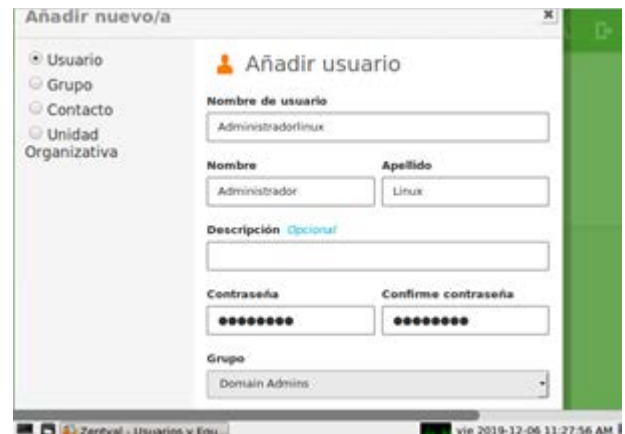 Añadir nuevo/a
Usuario
Grupo
Contacto
Unidad
Organizativa
Añadir usuario
Nombre de usuario
Administradorlinux
Nombre
Apellido
Administrador
Linux
Descripción Opcional
Contraseña
Confirme contraseña
Grupo
Domain Admins
Zentyal - Usuarios y Equ...
vie 2019-12-06 11:27:56 AM